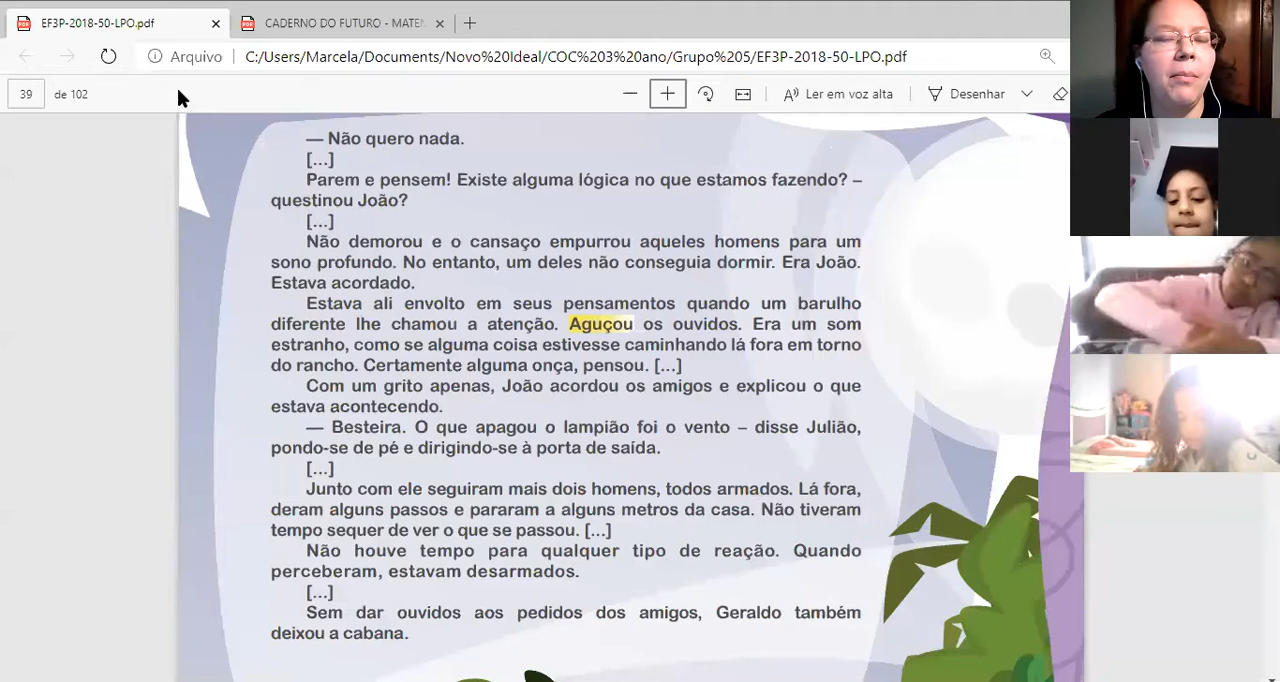 EF3P-2018-50-LPO.pdf
CADERNO DO FUTURO - MATEM
Arquivo
C:/Users/Marcela/Documents/Novo%20Ideal/COC%203%20ano/Grupo%205/EF3P-2018-50-LPO.pdf
39 de 102
Ler em voz alta
Desenhar
— Não quero nada.
[...]
Parem e pensem! Existe alguma lógica no que estamos fazendo? –
questinou João?
[...]
Não demorou e o cansaço empurrou aqueles homens para um
sono profundo. No entanto, um deles não conseguia dormir. Era João.
Estava acordado.
Estava ali envolto em seus pensamentos quando um barulho
diferente lhe chamou a atenção. Aguçou os ouvidos. Era um som
estranho, como se alguma coisa estivesse caminhando lá fora em torno
do rancho. Certamente alguma onça, pensou. [...]
Com um grito apenas, João acordou os amigos e explicou o que
estava acontecendo.
— Besteira. O que apagou o lampião foi o vento – disse Julião,
pondo-se de pé e dirigindo-se à porta de saída.
[...]
Junto com ele seguiram mais dois homens, todos armados. Lá fora,
deram alguns passos e pararam a alguns metros da casa. Não tiveram
tempo sequer de ver o que se passou. [...]
Não houve tempo para qualquer tipo de reação. Quando
perceberam, estavam desarmados.
[...]
Sem dar ouvidos aos pedidos dos amigos, Geraldo também
deixou a cabana.